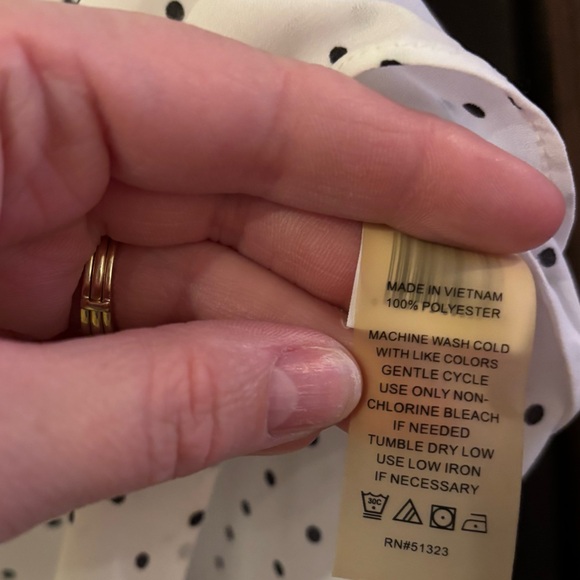 MADE IN VIETNAM
100% POLYESTER
MACHINE WASH COLD
WITH LIKE COLORS
GENTLE CYCLE
USE ONLY NON-
CHLORINE BLEACH
IF NEEDED
TUMBLE DRY LOW
USE LOW IRON
IF NECESSARY
30C
RN#51323